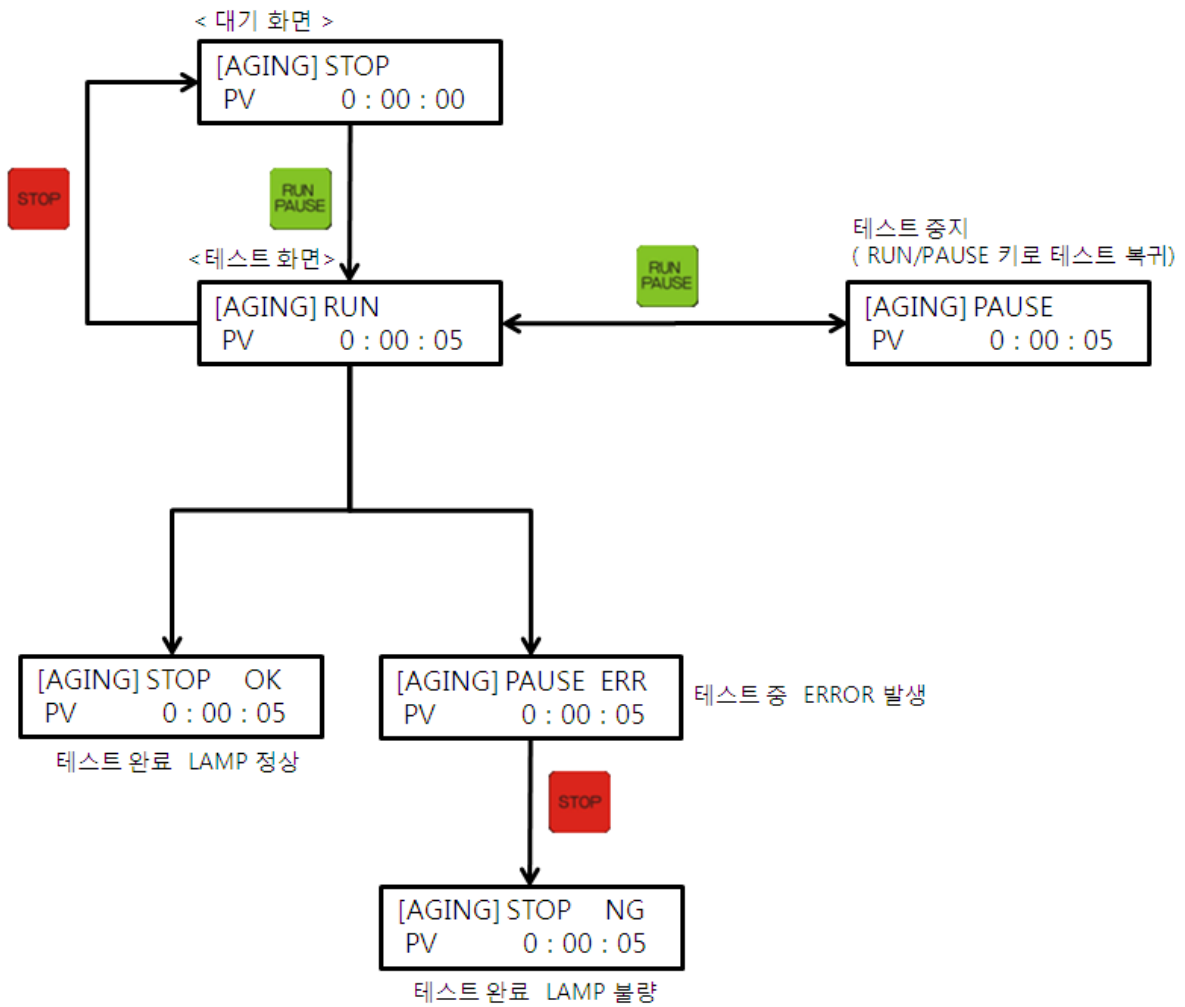 < 대기 화면 >
[AGING] STOP
PV 0 : 00 : 00
STOP
RUN
PAUSE
<테스트 화면>
[AGING] RUN
PV 0 : 00 : 05
RUN
PAUSE
테스트 중지
( RUN/PAUSE 키로 테스트 복귀)
[AGING] PAUSE
PV 0 : 00 : 05
[AGING] STOP OK
PV 0 : 00 : 05
테스트 완료 LAMP 정상
[AGING] PAUSE ERR
PV 0 : 00 : 05
테스트 중 ERROR 발생
STOP
[AGING] STOP NG
PV 0 : 00 : 05
테스트 완료 LAMP 불량